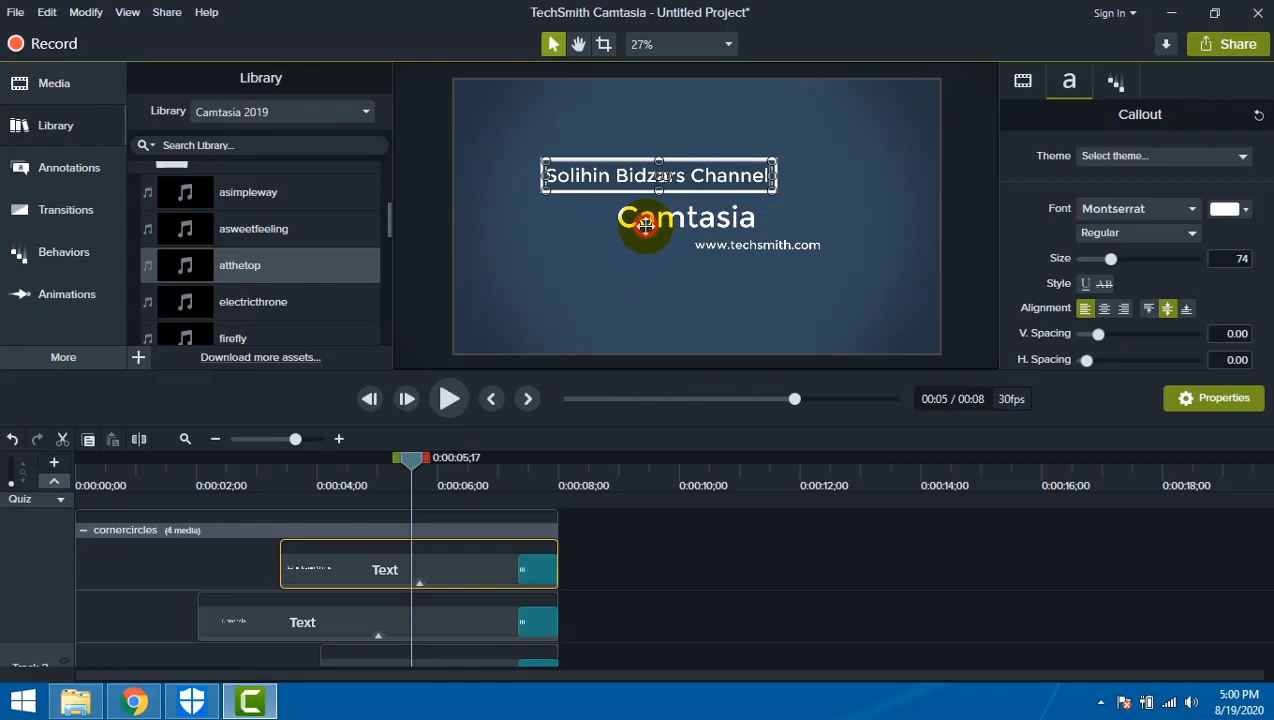 File Edit Modify View Share Help
TechSmith Camtasia - Untitled Project*
Sign In
Record
27%
Share
Media
Library
Annotations
Transitions
Behaviors
Animations
More
Library
Library Camtasia 2019
Search Library...
asimpleway
asweetfeeling
atthetop
electricthrone
firefly
Download more assets...
Solihin Bidzars Channel
Camtasia
www.techsmith.com
a
Callout
Theme Select theme...
Font Montserrat
Regular
Size 74
Style U AB
Alignment
V. Spacing 0.00
H. Spacing 0.00
00:05 / 00:08 30fps
Properties
0:00:05;17
Quiz
0:00:00;00 0:00:02;00 0:00:04;00 0:00:06;00 0:00:08;00 0:00:10;00 0:00:12;00 0:00:14;00 0:00:16;00 0:00:18;00
cornercircles (4 media)
Text
Text
5:00 PM
8/19/2020